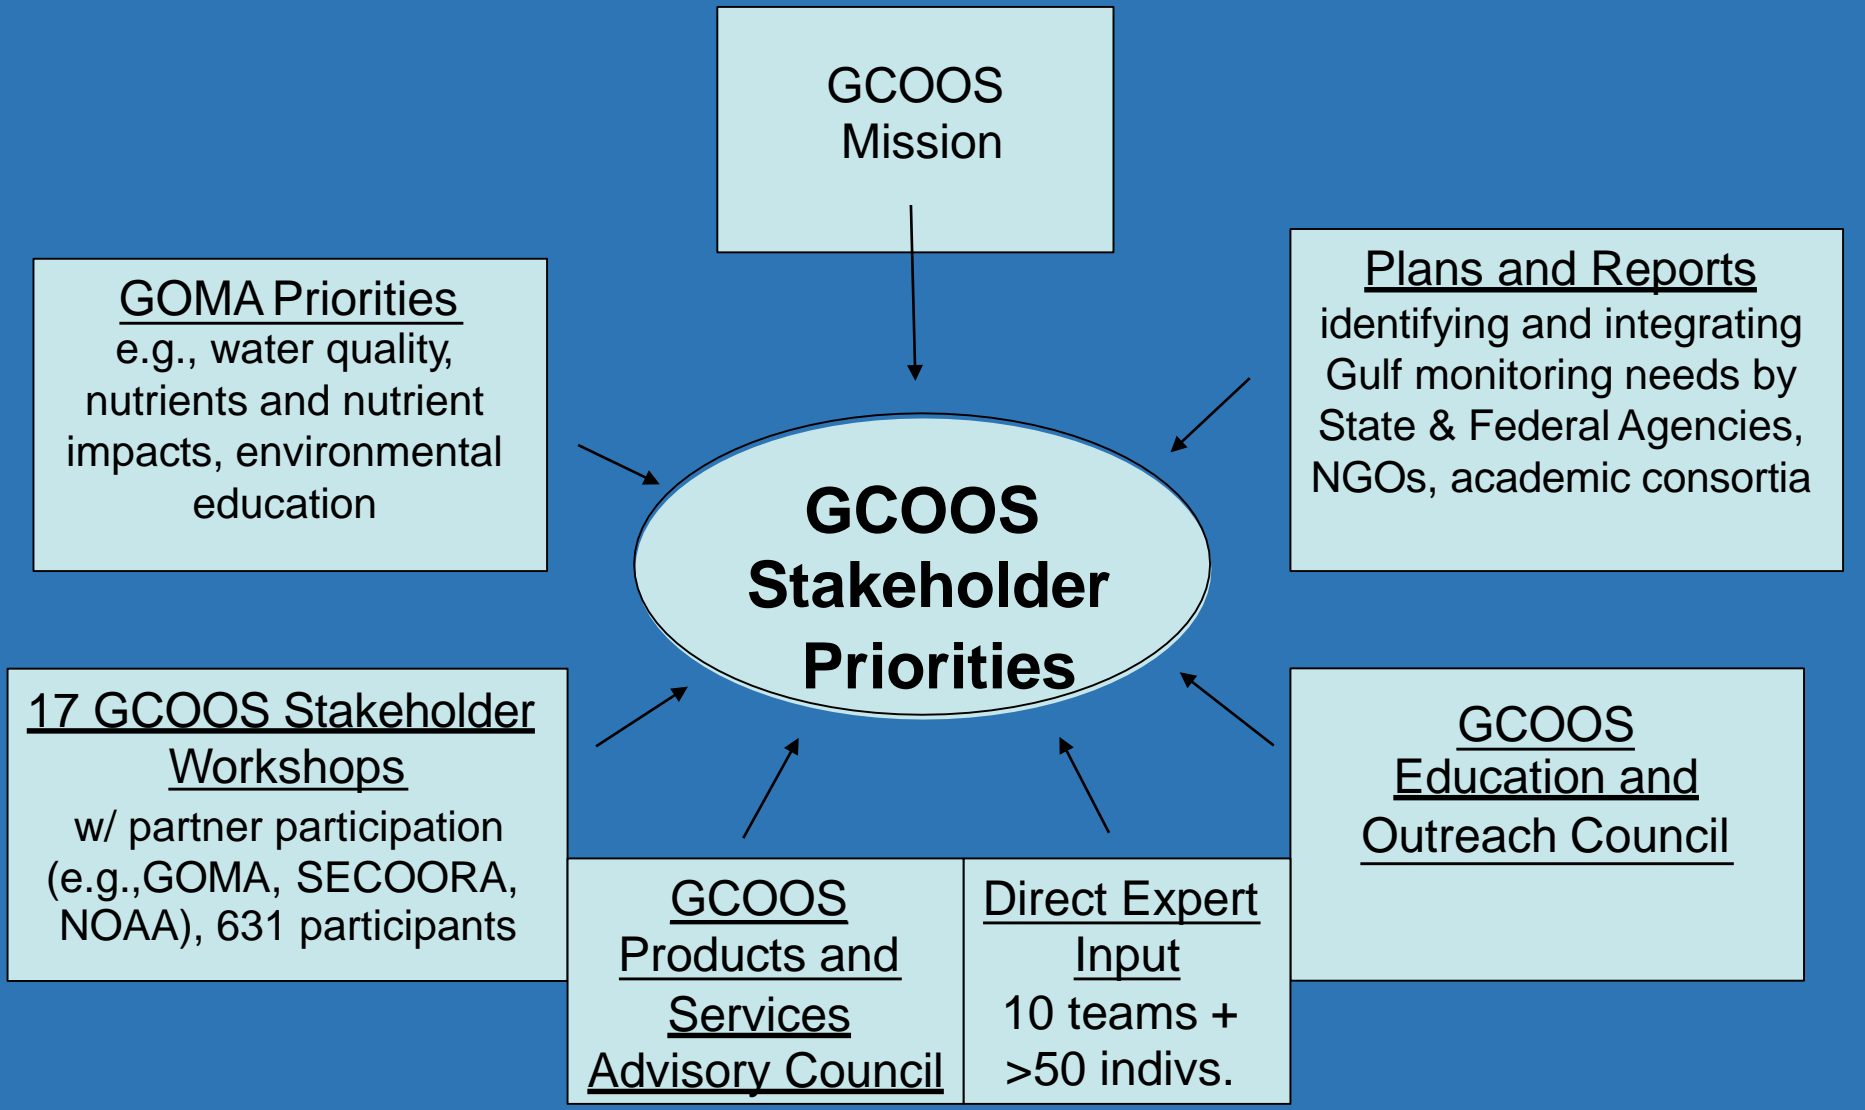 GCOOS
Mission
GOMA Priorities
e.g., water quality,
nutrients and nutrient
impacts, environmental
education
Plans and Reports
identifying and integrating
Gulf monitoring needs by
State & Federal Agencies,
NGOs, academic consortia
GCOOS
Stakeholder
Priorities
17 GCOOS Stakeholder
Workshops
w/ partner participation
(e.g.,GOMA, SECOORA,
NOAA), 631 participants
GCOOS
Products and
Services
Advisory Council
Direct Expert
Input
10 teams +
>50 indivs.
GCOOS
Education and
Outreach Council